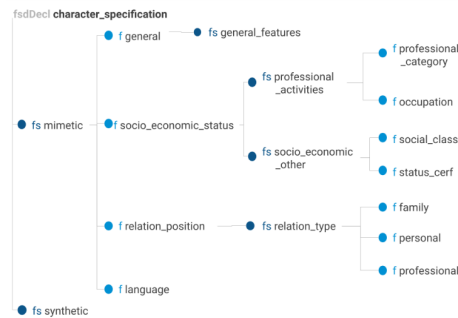 fsdDecl character_specification
f general
fs general_features
f professional
_category
fs professional
_activities
f occupation
fs mimetic
f socio_economic_status
f social_class
fs socio_economic
_other
f status_cerf
f family
f relation_position
fs relation_type
f personal
f professional
f language
fs synthetic